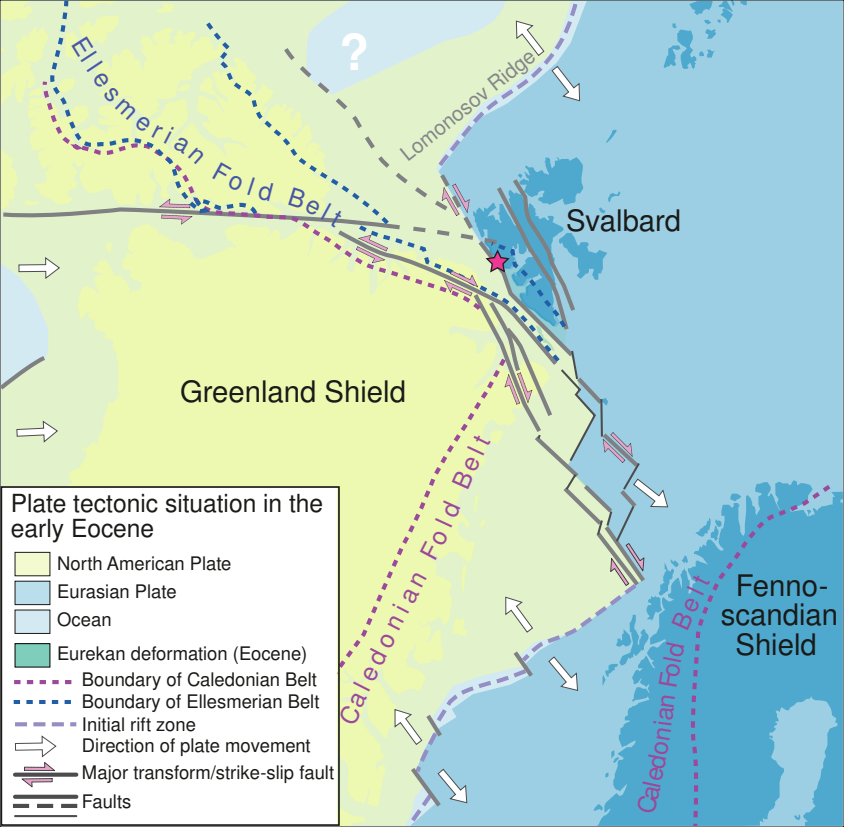 ?
Ellesmerian Fold Belt
Lomonosov Ridge
Svalbard
Greenland Shield
Caledonian Fold Belt
Caledonian Fold Belt
Fenno-
scandian
Shield
Plate tectonic situation in the
early Eocene
North American Plate
Eurasian Plate
Ocean
Eurekan deformation (Eocene)
Boundary of Caledonian Belt
Boundary of Ellesmerian Belt
Initial rift zone
Direction of plate movement
Major transform/strike-slip fault
Faults